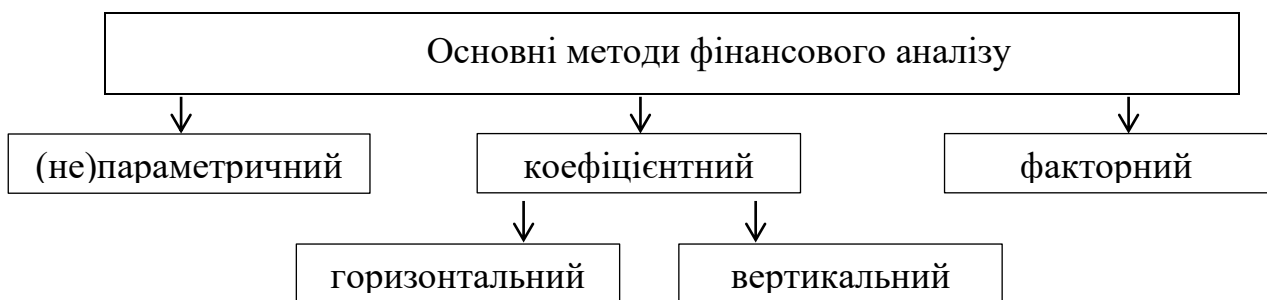 Основні методи фінансового аналізу
(не)параметричний
коефіцієнтний
факторний
горизонтальний
вертикальний